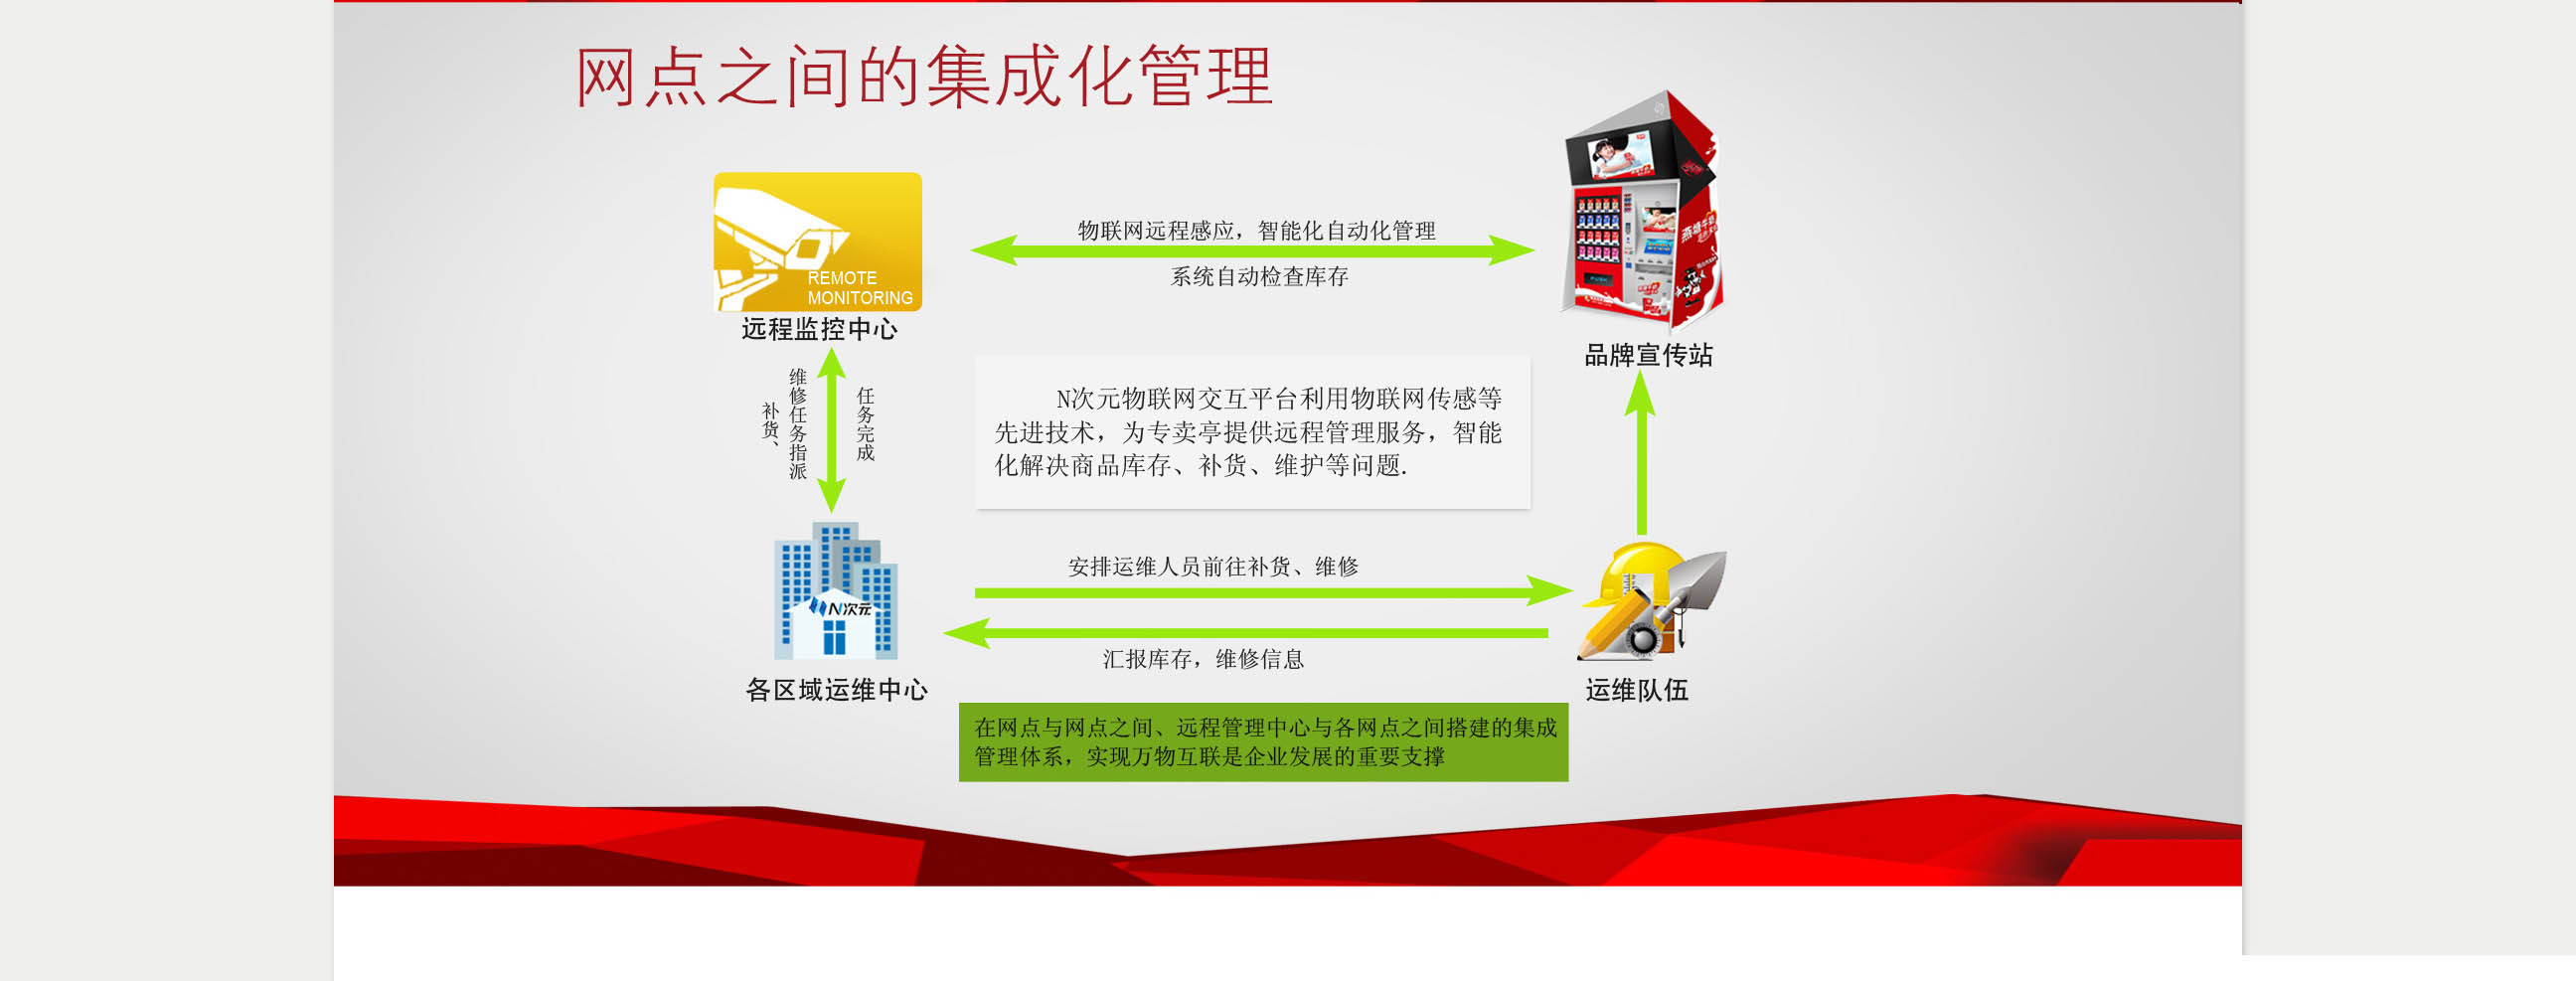 网点之间的集成化管理
物联网远程感应，智能化自动化管理
系统自动检查库存
REMOTE
MONITORING
远程监控中心
品牌宣传站
补货、
维修任务指派
任务完成
N次元物联网交互平台利用物联网传感等
先进技术，为专卖亭提供远程管理服务，智能
化解决商品库存、补货、维护等问题.
安排运维人员前往补货、维修
N次元
汇报库存，维修信息
各区域运维中心
运维队伍
在网点与网点之间、远程管理中心与各网点之间搭建的集成
管理体系，实现万物互联是企业发展的重要支撑